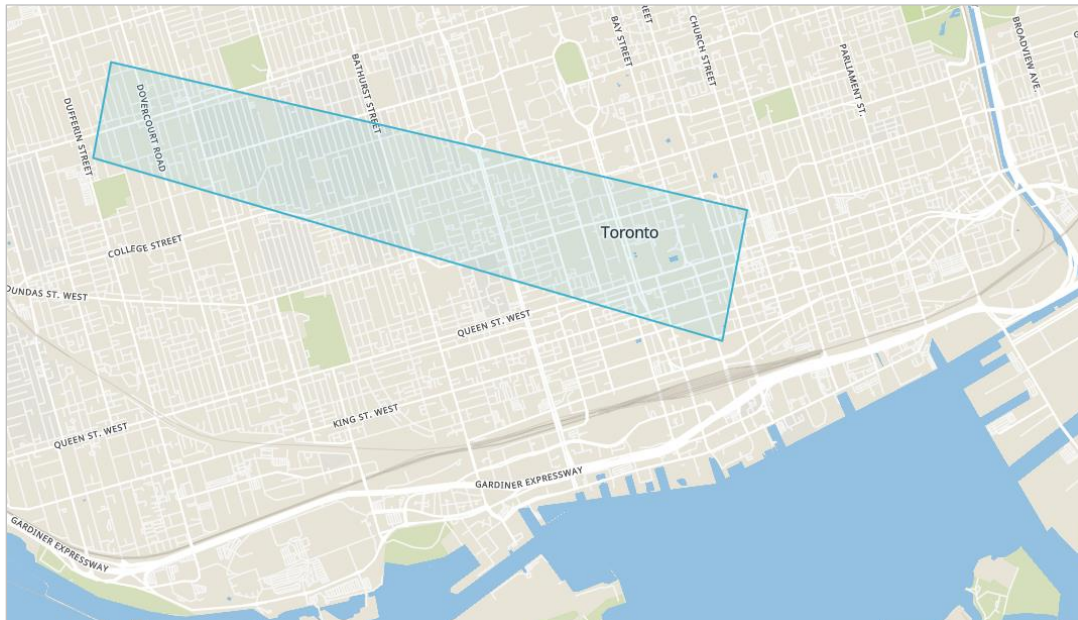 REET
BAY STREET
CHURCH STREET
BROADVIEW AVE.
PARLIAMENT ST.
BATHURST STREET
DOVERCOURT ROAD
DUFFERIN STREET
Toronto
COLLEGE STREET
DUNDAS ST. WEST
QUEEN ST. WEST
KING ST. WEST
QUEEN ST. WEST
GARDINER EXPRESSWAY
GARDINER EXPRESSWAY